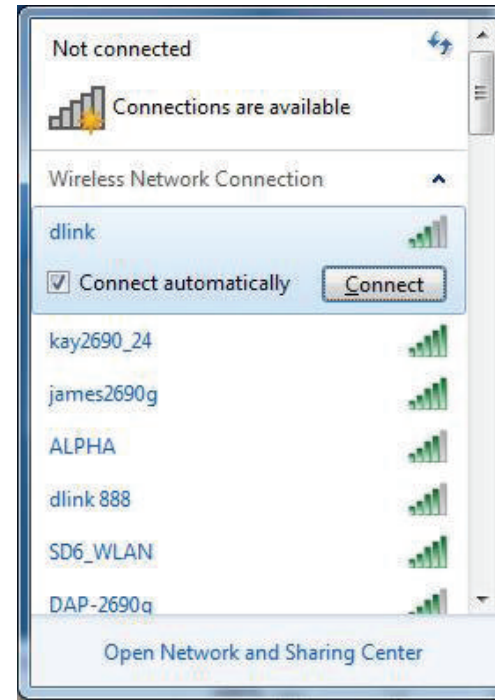 Not connected
Connections are available
Wireless Network Connection
dlink
Connect automatically
Connect
kay2690_24
james2690g
ALPHA
dlink 888
SD6_WLAN
DAP-2690g
Open Network and Sharing Center